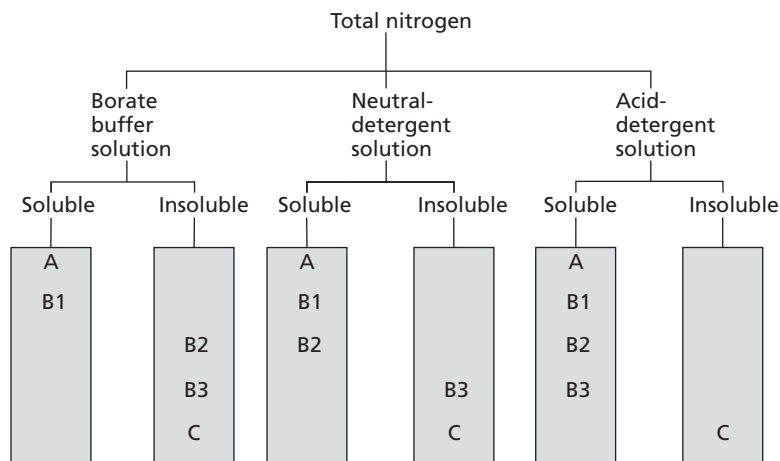 Total nitrogen
Borate
buffer
solution
Neutral-
detergent
solution
Acid-
detergent
solution
Soluble
Insoluble
Soluble
Insoluble
Soluble
Insoluble
A
B1
B2
B3
C
A
B1
B2
B3
C
A
B1
B2
B3
C